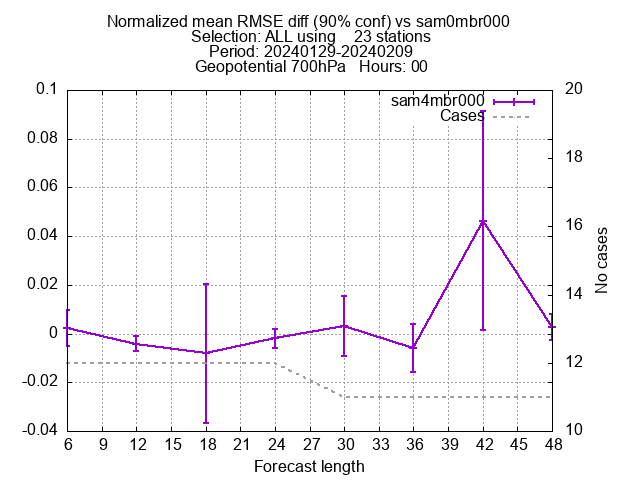 Normalized mean RMSE diff (90% conf) vs sam0mbr000
Selection: ALL using    23 stations
Period: 20240129-20240209
Geopotential 700hPa   Hours: 00
sam4mbr000
Cases
0.1
0.08
0.06
0.04
0.02
0
-0.02
-0.04
20
18
16
14
12
10
No cases
6 9 12 15 18 21 24 27 30 33 36 39 42 45 48
Forecast length